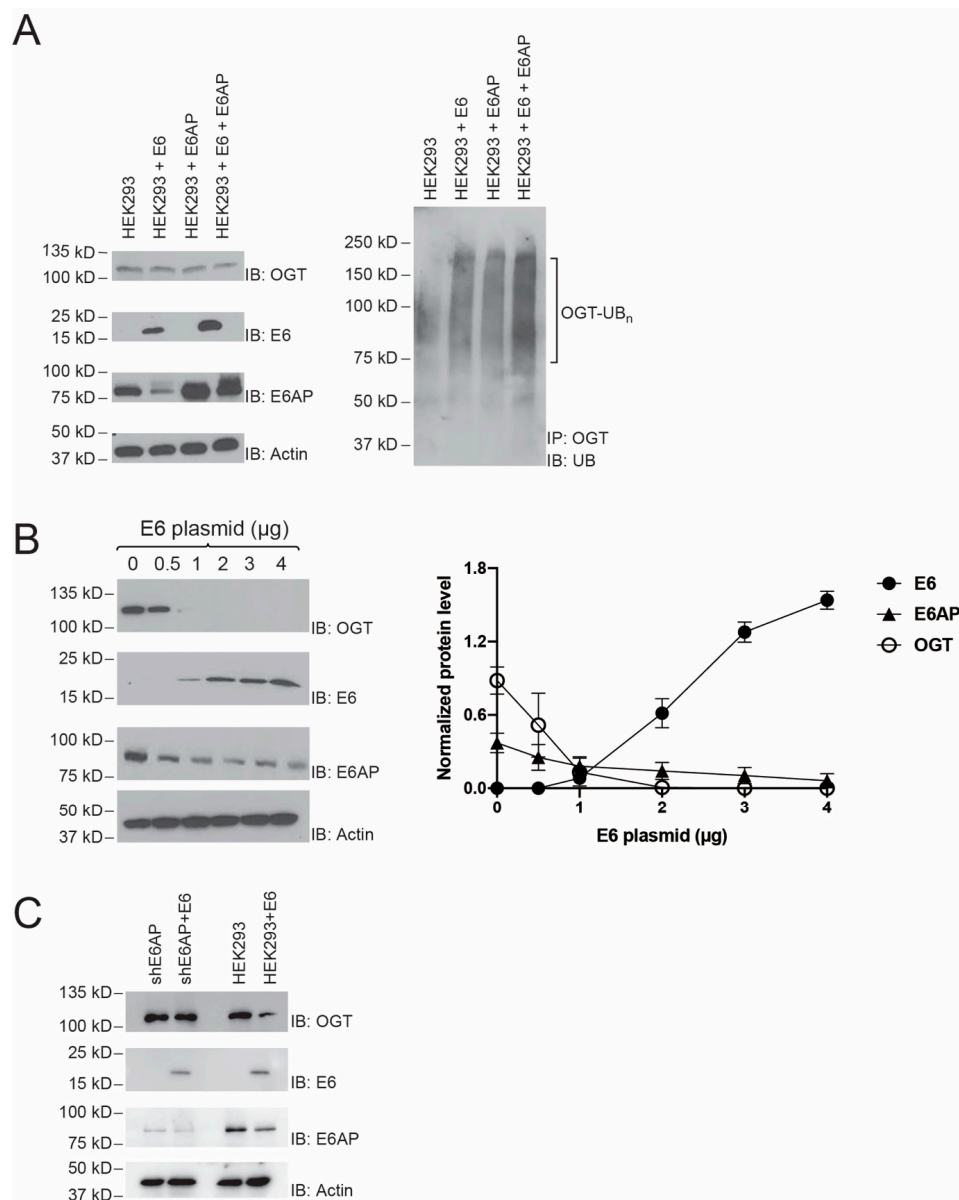 A
HEK293
HEK293 + E6
HEK293 + E6AP
HEK293 + E6 + E6AP
135 kD
100 kD
IB: OGT
25 kD
15 kD
IB: E6
100 kD
75 kD
IB: E6AP
50 kD
37 kD
IB: Actin
HEK293
HEK293 + E6
HEK293 + E6AP
HEK293 + E6 + E6AP
250 kD
150 kD
100 kD
75 kD
50 kD
37 kD
OGT-UBn
IP: OGT
IB: UB
B
E6 plasmid (µg)
0 0.5 1 2 3 4
135 kD
100 kD
IB: OGT
25 kD
15 kD
IB: E6
100 kD
75 kD
IB: E6AP
50 kD
37 kD
IB: Actin
Normalized protein level
1.8
1.2
0.6
0.0
0 1 2 3 4
E6 plasmid (µg)
E6
E6AP
OGT
C
shE6AP
shE6AP+E6
HEK293
HEK293+E6
135 kD
100 kD
IB: OGT
25 kD
15 kD
IB: E6
100 kD
75 kD
IB: E6AP
50 kD
37 kD
IB: Actin